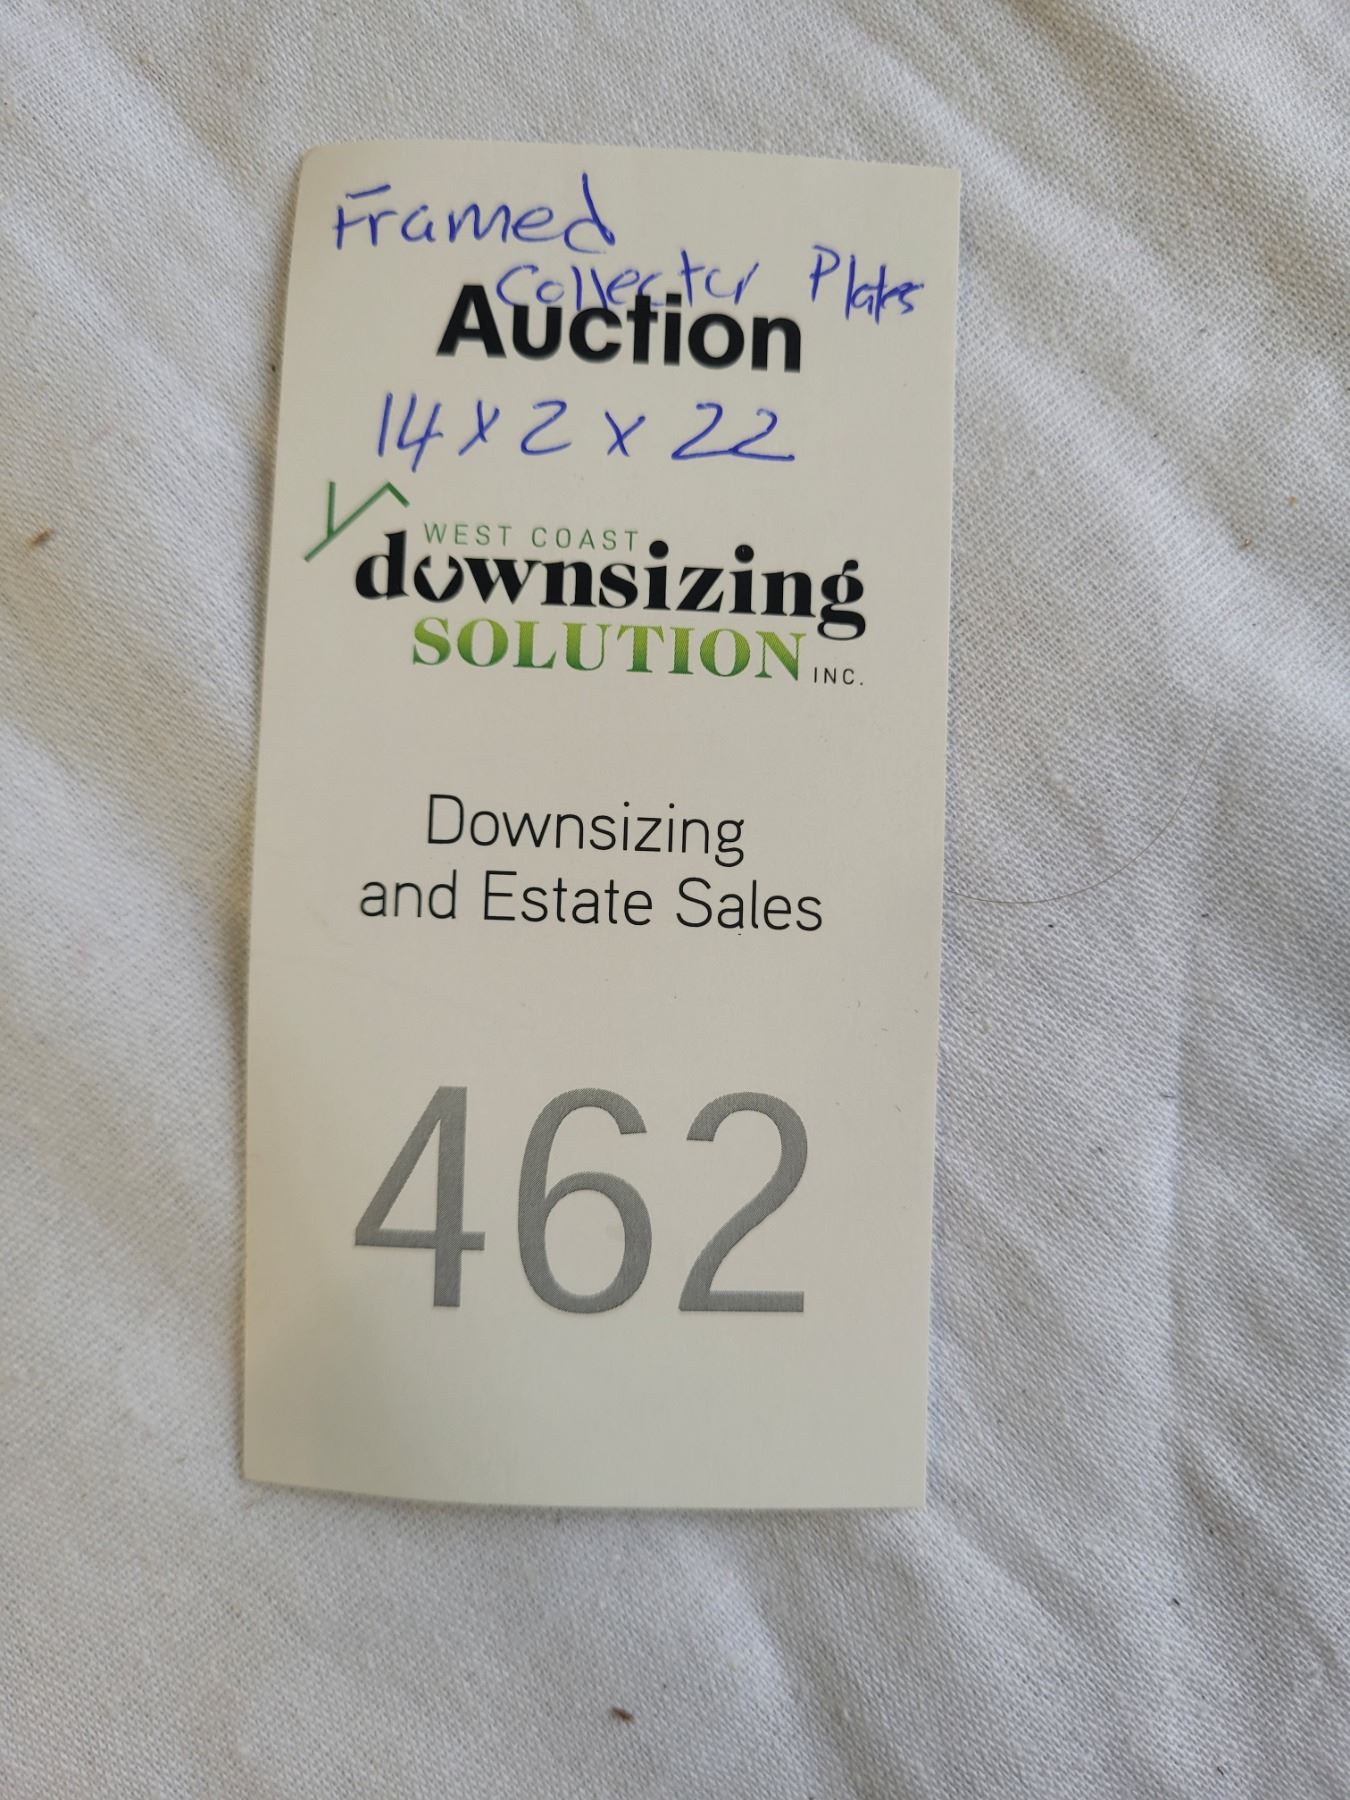 Framed
Collector Plates
Auction
14 x 2 x 22
WEST COAST
downsizing
SOLUTION INC.
Downsizing
and Estate Sales
462